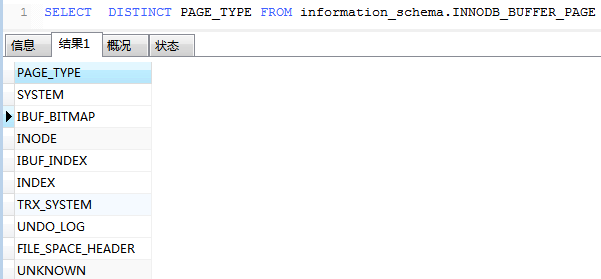 1 SELECT DISTINCT PAGE_TYPE FROM information_schema.INNODB_BUFFER_PAGE
信息 结果1 概况 状态
PAGE_TYPE
SYSTEM
IBUF_BITMAP
INODE
IBUF_INDEX
INDEX
TRX_SYSTEM
UNDO_LOG
FILE_SPACE_HEADER
UNKNOWN